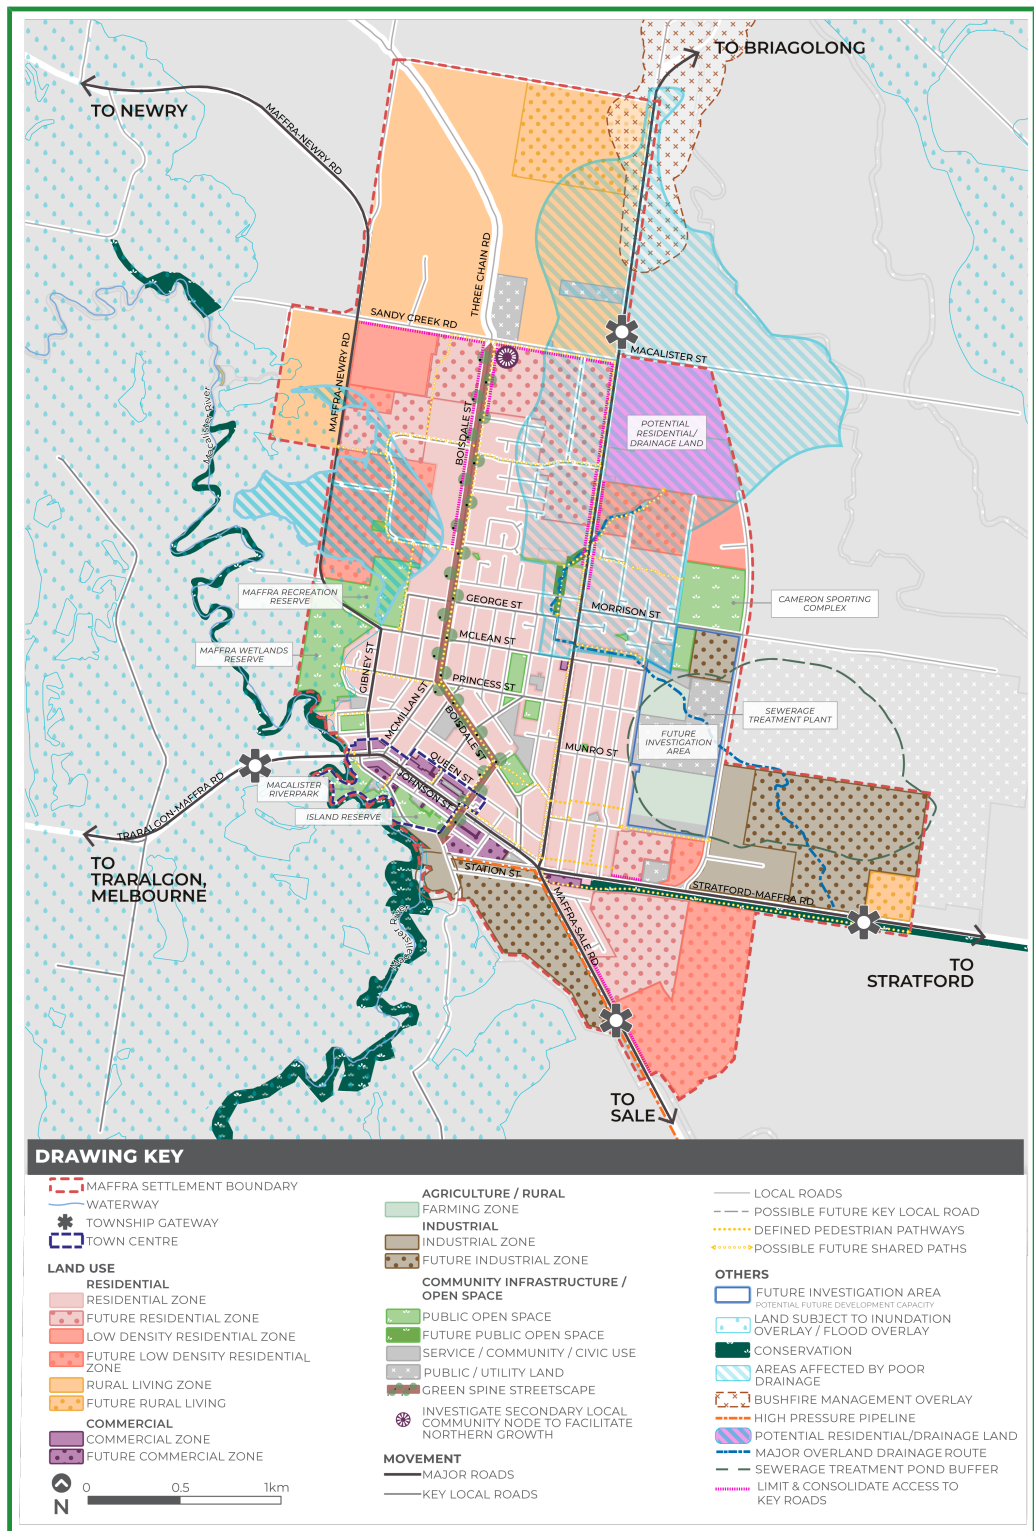 TO BRIAGOLONG
TO NEWRY
MAFFRA-NEWRY RD
THREE CHAIN RD
SANDY CREEK RD
MACALISTER ST
MAFFRA-NEWRY RD
Macalister River
BOISDALE ST
POTENTIAL
RESIDENTIAL/
DRAINAGE LAND
MAFFRA RECREATION
RESERVE
GEORGE ST
MORRISON ST
CAMERON SPORTING
COMPLEX
MCLEAN ST
MAFFRA WETLANDS
RESERVE
GIBNEY ST
PRINCESS ST
MCMILLAN ST
BOISDALE ST
SEWERAGE
TREATMENT PLANT
FUTURE
INVESTIGATION
AREA
MUNRO ST
QUEEN ST
JOHNSON ST
MACALISTER
RIVERPARK
ISLAND RESERVE
TRARALGON-MAFFRA RD
TO
TRARALGON,
MELBOURNE
STATION ST
STRATFORD-MAFFRA RD
MAFFRA-SALE RD
Macalister River
TO
STRATFORD
TO
SALE
DRAWING KEY
MAFFRA SETTLEMENT BOUNDARY
WATERWAY
TOWNSHIP GATEWAY
TOWN CENTRE
LAND USE
RESIDENTIAL
RESIDENTIAL ZONE
FUTURE RESIDENTIAL ZONE
LOW DENSITY RESIDENTIAL ZONE
FUTURE LOW DENSITY RESIDENTIAL
ZONE
RURAL LIVING ZONE
FUTURE RURAL LIVING
COMMERCIAL
COMMERCIAL ZONE
FUTURE COMMERCIAL ZONE
N
0 0.5 1km
AGRICULTURE / RURAL
FARMING ZONE
INDUSTRIAL
INDUSTRIAL ZONE
FUTURE INDUSTRIAL ZONE
COMMUNITY INFRASTRUCTURE /
OPEN SPACE
PUBLIC OPEN SPACE
FUTURE PUBLIC OPEN SPACE
SERVICE / COMMUNITY / CIVIC USE
PUBLIC / UTILITY LAND
GREEN SPINE STREETSCAPE
INVESTIGATE SECONDARY LOCAL
COMMUNITY NODE TO FACILITATE
NORTHERN GROWTH
MOVEMENT
MAJOR ROADS
KEY LOCAL ROADS
LOCAL ROADS
POSSIBLE FUTURE KEY LOCAL ROAD
DEFINED PEDESTRIAN PATHWAYS
POSSIBLE FUTURE SHARED PATHS
OTHERS
FUTURE INVESTIGATION AREA
POTENTIAL FUTURE DEVELOPMENT CAPACITY
LAND SUBJECT TO INUNDATION
OVERLAY / FLOOD OVERLAY
CONSERVATION
AREAS AFFECTED BY POOR
DRAINAGE
BUSHFIRE MANAGEMENT OVERLAY
HIGH PRESSURE PIPELINE
POTENTIAL RESIDENTIAL/DRAINAGE LAND
MAJOR OVERLAND DRAINAGE ROUTE
SEWERAGE TREATMENT POND BUFFER
LIMIT & CONSOLIDATE ACCESS TO
KEY ROADS